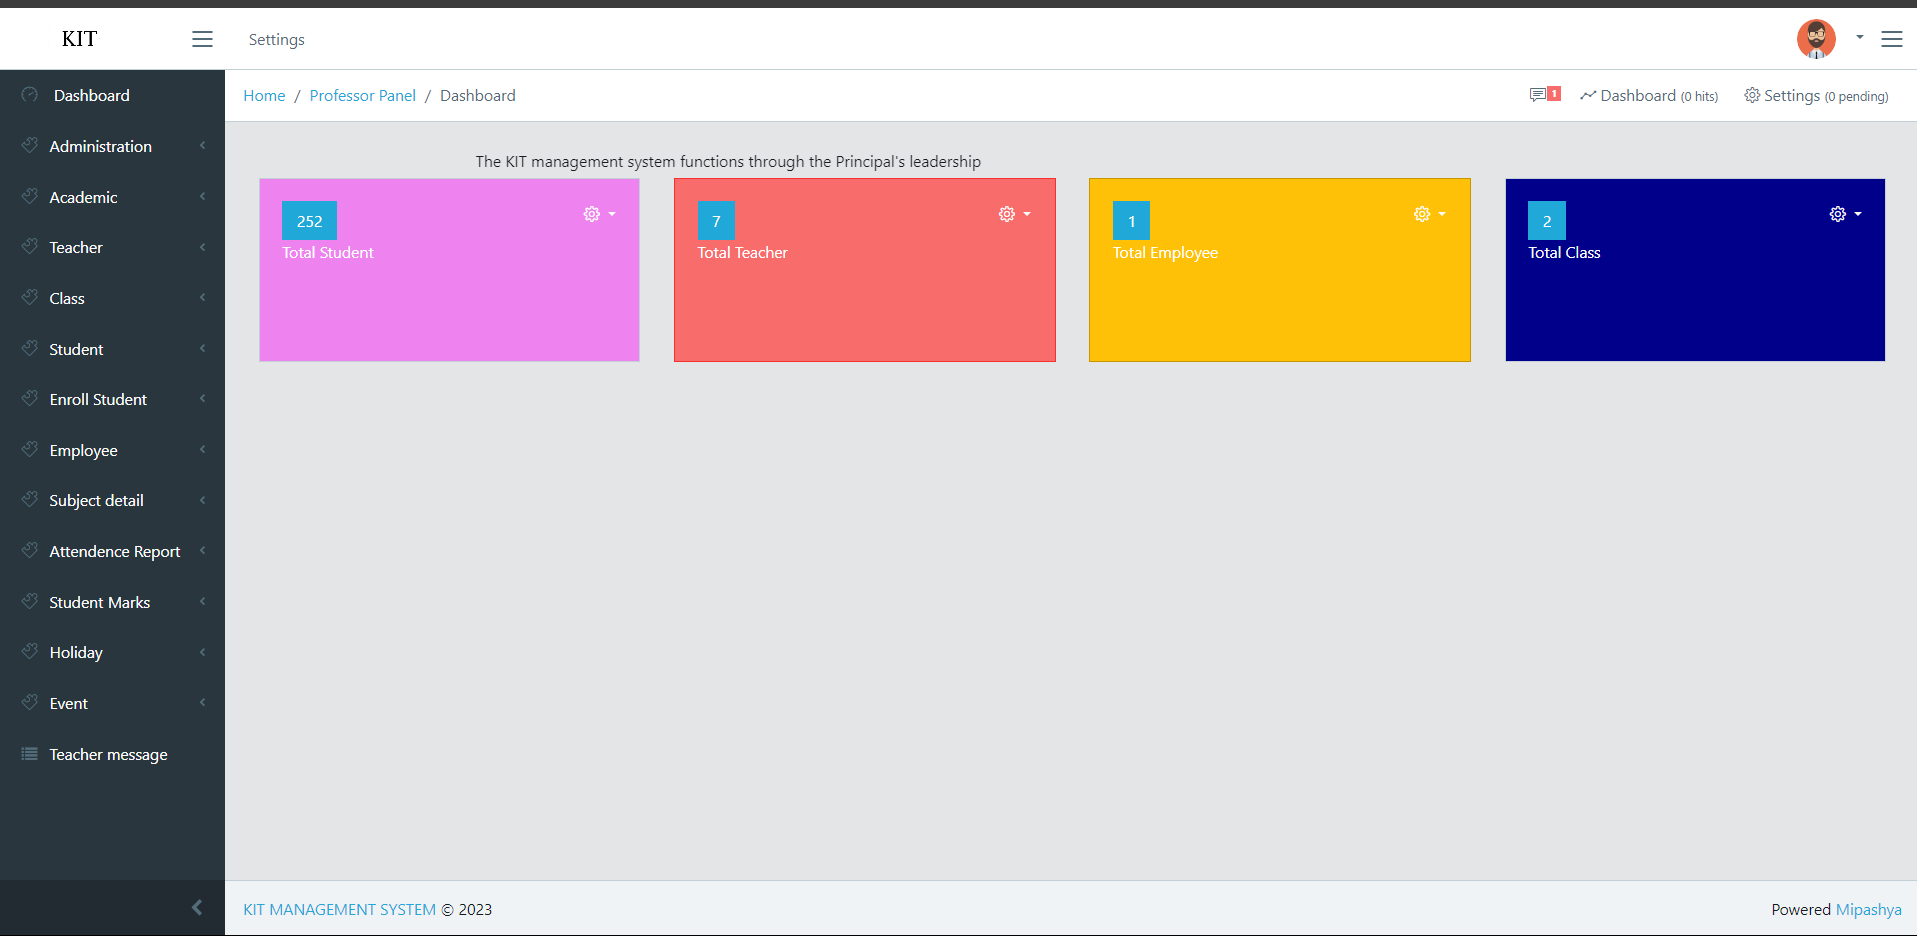 KIT
Settings
Dashboard
Administration
Academic
Teacher
Class
Student
Enroll Student
Employee
Subject detail
Attendence Report
Student Marks
Holiday
Event
Teacher message
Home / Professor Panel / Dashboard
1
Dashboard (0 hits)
Settings (0 pending)
The KIT management system functions through the Principal's leadership
252
Total Student
7
Total Teacher
1
Total Employee
2
Total Class
KIT MANAGEMENT SYSTEM © 2023
Powered Mipashya